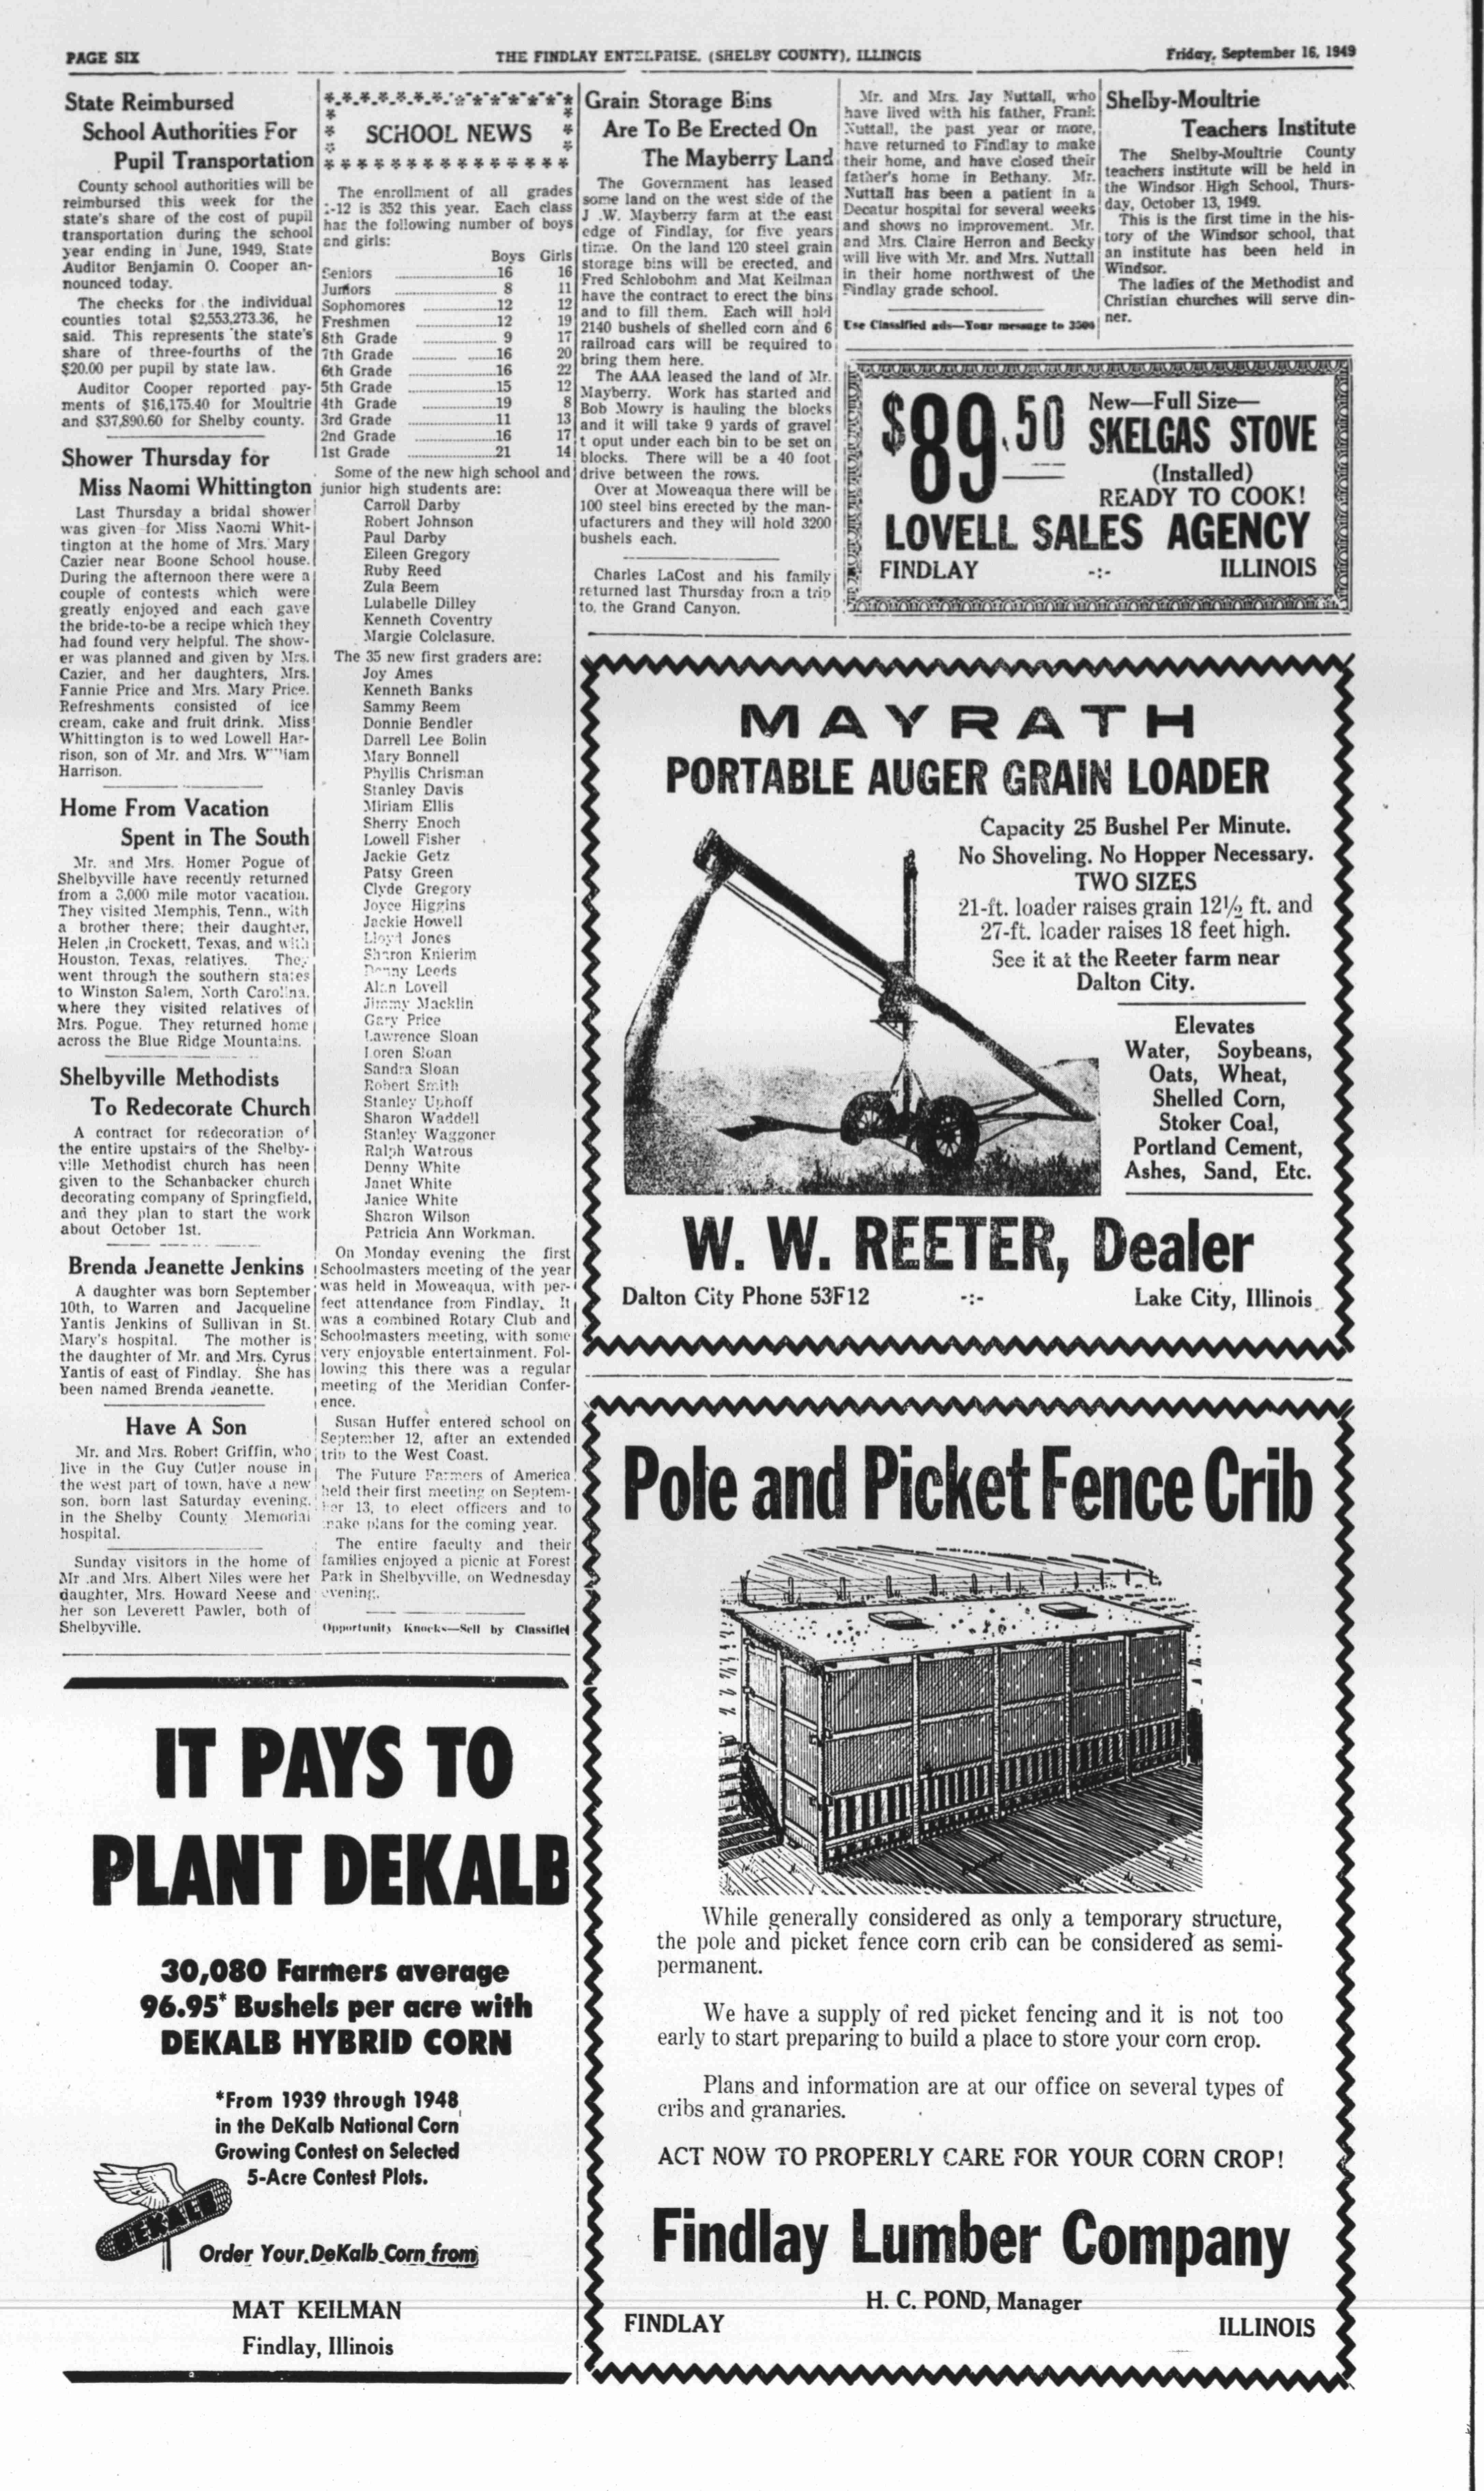 PAGE SIX
THE FINDLAY ENTERPRISE, (SHELBY COUNTY), ILLINOIS
Friday, September 16, 1949
State Reimbursed
School Authorities For
Pupil Transportation
County school authorities will be
reimbursed this week for the
state's share of the cost of pupil
transportation during the school
year ending in June, 1949, State
Auditor Benjamin O. Cooper an-
nounced today.
The checks for the individual
counties total $2,553,273.36, he
said. This represents the state's
share of three-fourths of the
$20.00 per pupil by state law.
Auditor Cooper reported pay-
ments of $16,175.40 for Moultrie
and $37,890.60 for Shelby county.
Shower Thursday for
Miss Naomi Whittington
Last Thursday a bridal shower
was given for Miss Naomi Whit-
tington at the home of Mrs. Mary
Cazier near Boone School house.
During the afternoon there were a
couple of contests which were
greatly enjoyed and each gave
the bride-to-be a recipe which they
had found very helpful. The show-
er was planned and given by Mrs.
Cazier, and her daughters, Mrs.
Fannie Price and Mrs. Mary Price.
Refreshments consisted of ice
cream, cake and fruit drink. Miss
Whittington is to wed Lowell Har-
rison, son of Mr. and Mrs. William
Harrison.
Home From Vacation
Spent in The South
Mr. and Mrs. Homer Pogue of
Shelbyville have recently returned
from a 3,000 mile motor vacation.
They visited Memphis, Tenn., with
a brother there; their daughter,
Helen ,in Crockett, Texas, and with
Houston, Texas, relatives. They
went through the southern states
to Winston Salem, North Carolina,
where they visited relatives of
Mrs. Pogue. They returned home
across the Blue Ridge Mountains.
Shelbyville Methodists
To Redecorate Church
A contract for redecoration of
the entire upstairs of the Shelby-
ville Methodist church has been
given to the Schanbacker church
decorating company of Springfield,
and they plan to start the work
about October 1st.
Brenda Jeanette Jenkins
A daughter was born September
10th, to Warren and Jacqueline
Yantis Jenkins of Sullivan in St.
Mary's hospital. The mother is
the daughter of Mr. and Mrs. Cyrus
Yantis of east of Findlay. She has
been named Brenda Jeanette.
Have A Son
Mr. and Mrs. Robert Griffin, who
live in the Guy Cutler house in
the west part of town, have a new
son, born last Saturday evening,
in the Shelby County Memorial
hospital.
Sunday visitors in the home of
Mr .and Mrs. Albert Niles were her
daughter, Mrs. Howard Neese and
her son Leverett Pawler, both of
Shelbyville.
SCHOOL NEWS
The enrollment of all grades
1-12 is 352 this year. Each class
has the following number of boys
and girls:
Boys Girls
Seniors 16 16
Juniors 8 11
Sophomores 12 12
Freshmen 12 19
8th Grade 9 17
7th Grade 16 20
6th Grade 16 22
5th Grade 15 12
4th Grade 19 8
3rd Grade 11 13
2nd Grade 16 17
1st Grade 21 14
Some of the new high school and
junior high students are:
Carroll Darby
Robert Johnson
Paul Darby
Eileen Gregory
Ruby Reed
Zula Beem
Lulabelle Dilley
Kenneth Coventry
Margie Colclasure.
The 35 new first graders are:
Joy Ames
Kenneth Banks
Sammy Beem
Donnie Bendler
Darrell Lee Bolin
Mary Bonnell
Phyllis Chrisman
Stanley Davis
Miriam Ellis
Sherry Enoch
Lowell Fisher
Jackie Getz
Patsy Green
Clyde Gregory
Joyce Higgins
Jackie Howell
Lloyd Jones
Sharon Knierim
Denny Leeds
Alan Lovell
Jimmy Macklin
Gary Price
Lawrence Sloan
Loren Sloan
Sandra Sloan
Robert Smith
Stanley Uphoff
Sharon Waddell
Stanley Waggoner
Ralph Watrous
Denny White
Janet White
Janice White
Sharon Wilson
Patricia Ann Workman.
On Monday evening the first
Schoolmasters meeting of the year
was held in Moweaqua, with per-
fect attendance from Findlay. It
was a combined Rotary Club and
Schoolmasters meeting, with some
very enjoyable entertainment. Fol-
lowing this there was a regular
meeting of the Meridian Confer-
ence.
Susan Huffer entered school on
September 12, after an extended
trip to the West Coast.
The Future Farmers of America
held their first meeting on Septem-
ber 13, to elect officers and to
make plans for the coming year.
The entire faculty and their
families enjoyed a picnic at Forest
Park in Shelbyville, on Wednesday
evening.
Opportunity Knocks—Sell by Classified
Grain Storage Bins
Are To Be Erected On
The Mayberry Land
The Government has leased
some land on the west side of the
J .W. Mayberry farm at the east
edge of Findlay, for five years
time. On the land 120 steel grain
storage bins will be erected, and
Fred Schlobohm and Mat Keilman
have the contract to erect the bins
and to fill them. Each will hold
2140 bushels of shelled corn and 6
railroad cars will be required to
bring them here.
The AAA leased the land of Mr.
Mayberry. Work has started and
Bob Mowry is hauling the blocks
and it will take 9 yards of gravel
t oput under each bin to be set on
blocks. There will be a 40 foot
drive between the rows.
Over at Moweaqua there will be
100 steel bins erected by the man-
ufacturers and they will hold 3200
bushels each.
Charles LaCost and his family
returned last Thursday from a trip
to, the Grand Canyon.
Mr. and Mrs. Jay Nuttall, who
have lived with his father, Frank
Nuttall, the past year or more,
have returned to Findlay to make
their home, and have closed their
father's home in Bethany. Mr.
Nuttall has been a patient in a
Decatur hospital for several weeks
and shows no improvement. Mr.
and Mrs. Claire Herron and Becky
will live with Mr. and Mrs. Nuttall
in their home northwest of the
Findlay grade school.
Use Classified ads—Your message to 3500
Shelby-Moultrie
Teachers Institute
The Shelby-Moultrie County
teachers institute will be held in
the Windsor High School, Thurs-
day, October 13, 1949.
This is the first time in the his-
tory of the Windsor school, that
an institute has been held in
Windsor.
The ladies of the Methodist and
Christian churches will serve din-
ner.
$89.50
New—Full Size—
SKELGAS STOVE
(Installed)
READY TO COOK!
LOVELL SALES AGENCY
FINDLAY -:- ILLINOIS
MAYRATH
PORTABLE AUGER GRAIN LOADER
Capacity 25 Bushel Per Minute.
No Shoveling. No Hopper Necessary.
TWO SIZES
21-ft. loader raises grain 12½ ft. and
27-ft. loader raises 18 feet high.
See it at the Reeter farm near
Dalton City.
Elevates
Water, Soybeans,
Oats, Wheat,
Shelled Corn,
Stoker Coal,
Portland Cement,
Ashes, Sand, Etc.
W. W. REETER, Dealer
Dalton City Phone 53F12 -:- Lake City, Illinois
Pole and Picket Fence Crib
While generally considered as only a temporary structure,
the pole and picket fence corn crib can be considered as semi-
permanent.
We have a supply of red picket fencing and it is not too
early to start preparing to build a place to store your corn crop.
Plans and information are at our office on several types of
cribs and granaries.
ACT NOW TO PROPERLY CARE FOR YOUR CORN CROP!
Findlay Lumber Company
H. C. POND, Manager
FINDLAY ILLINOIS
IT PAYS TO
PLANT DEKALB
30,080 Farmers average
96.95* Bushels per acre with
DEKALB HYBRID CORN
*From 1939 through 1948
in the DeKalb National Corn
Growing Contest on Selected
5-Acre Contest Plots.
DEKALB
Order Your DeKalb Corn from
MAT KEILMAN
Findlay, Illinois